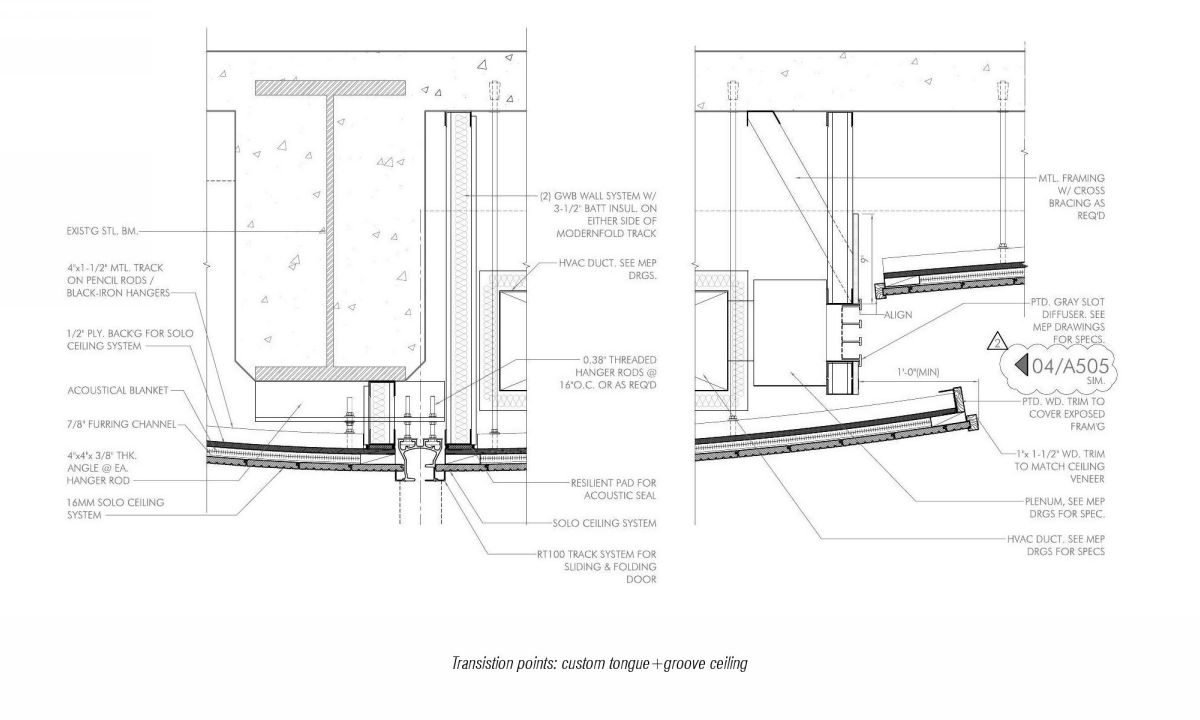 EXIST'G STL. BM.
4"x1-1/2" MTL. TRACK
ON PENCIL RODS /
BLACK-IRON HANGERS
1/2" PLY. BACK'G FOR SOLO
CEILING SYSTEM
ACOUSTICAL BLANKET
7/8" FURRING CHANNEL
4"x4"x 3/8" THK.
ANGLE @ EA.
HANGER ROD
16MM SOLO CEILING
SYSTEM
(2) GWB WALL SYSTEM W/
3-1/2" BATT INSUL. ON
EITHER SIDE OF
MODERNFOLD TRACK
HVAC DUCT. SEE MEP
DRGS.
0.38" THREADED
HANGER RODS @
16"O.C. OR AS REQ'D
RESILIENT PAD FOR
ACOUSTIC SEAL
SOLO CEILING SYSTEM
RT100 TRACK SYSTEM FOR
SLIDING & FOLDING
DOOR
MTL. FRAMING
W/ CROSS
BRACING AS
REQ'D
9"
ALIGN
PTD. GRAY SLOT
DIFFUSER. SEE
MEP DRAWINGS
FOR SPECS.
2
04/A505
SIM.
1'-0"(MIN)
PTD. WD. TRIM TO
COVER EXPOSED
FRAM'G
1"x 1-1/2" WD. TRIM
TO MATCH CEILING
VENEER
PLENUM, SEE MEP
DRGS FOR SPEC.
HVAC DUCT. SEE MEP
DRGS FOR SPECS
Transistion points: custom tongue+groove ceiling